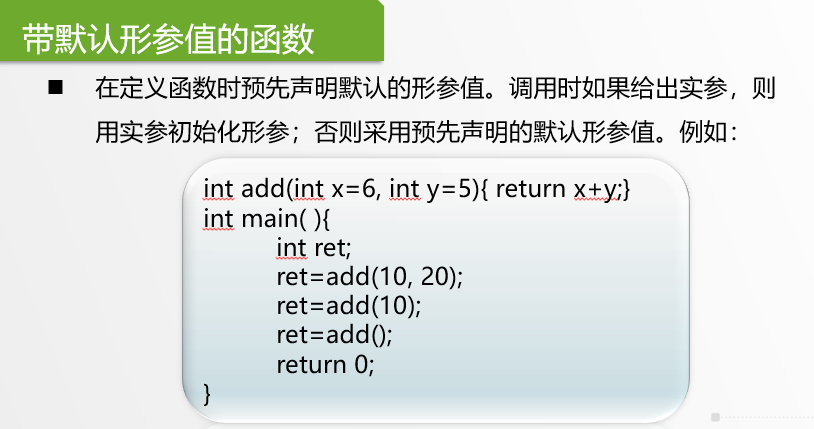 带默认形参值的函数
■ 在定义函数时预先声明默认的形参值。调用时如果给出实参，则
用实参初始化形参；否则采用预先声明的默认形参值。例如：
int add(int x=6, int y=5){ return x+y;}
int main( ){
int ret;
ret=add(10, 20);
ret=add(10);
ret=add();
return 0;
}